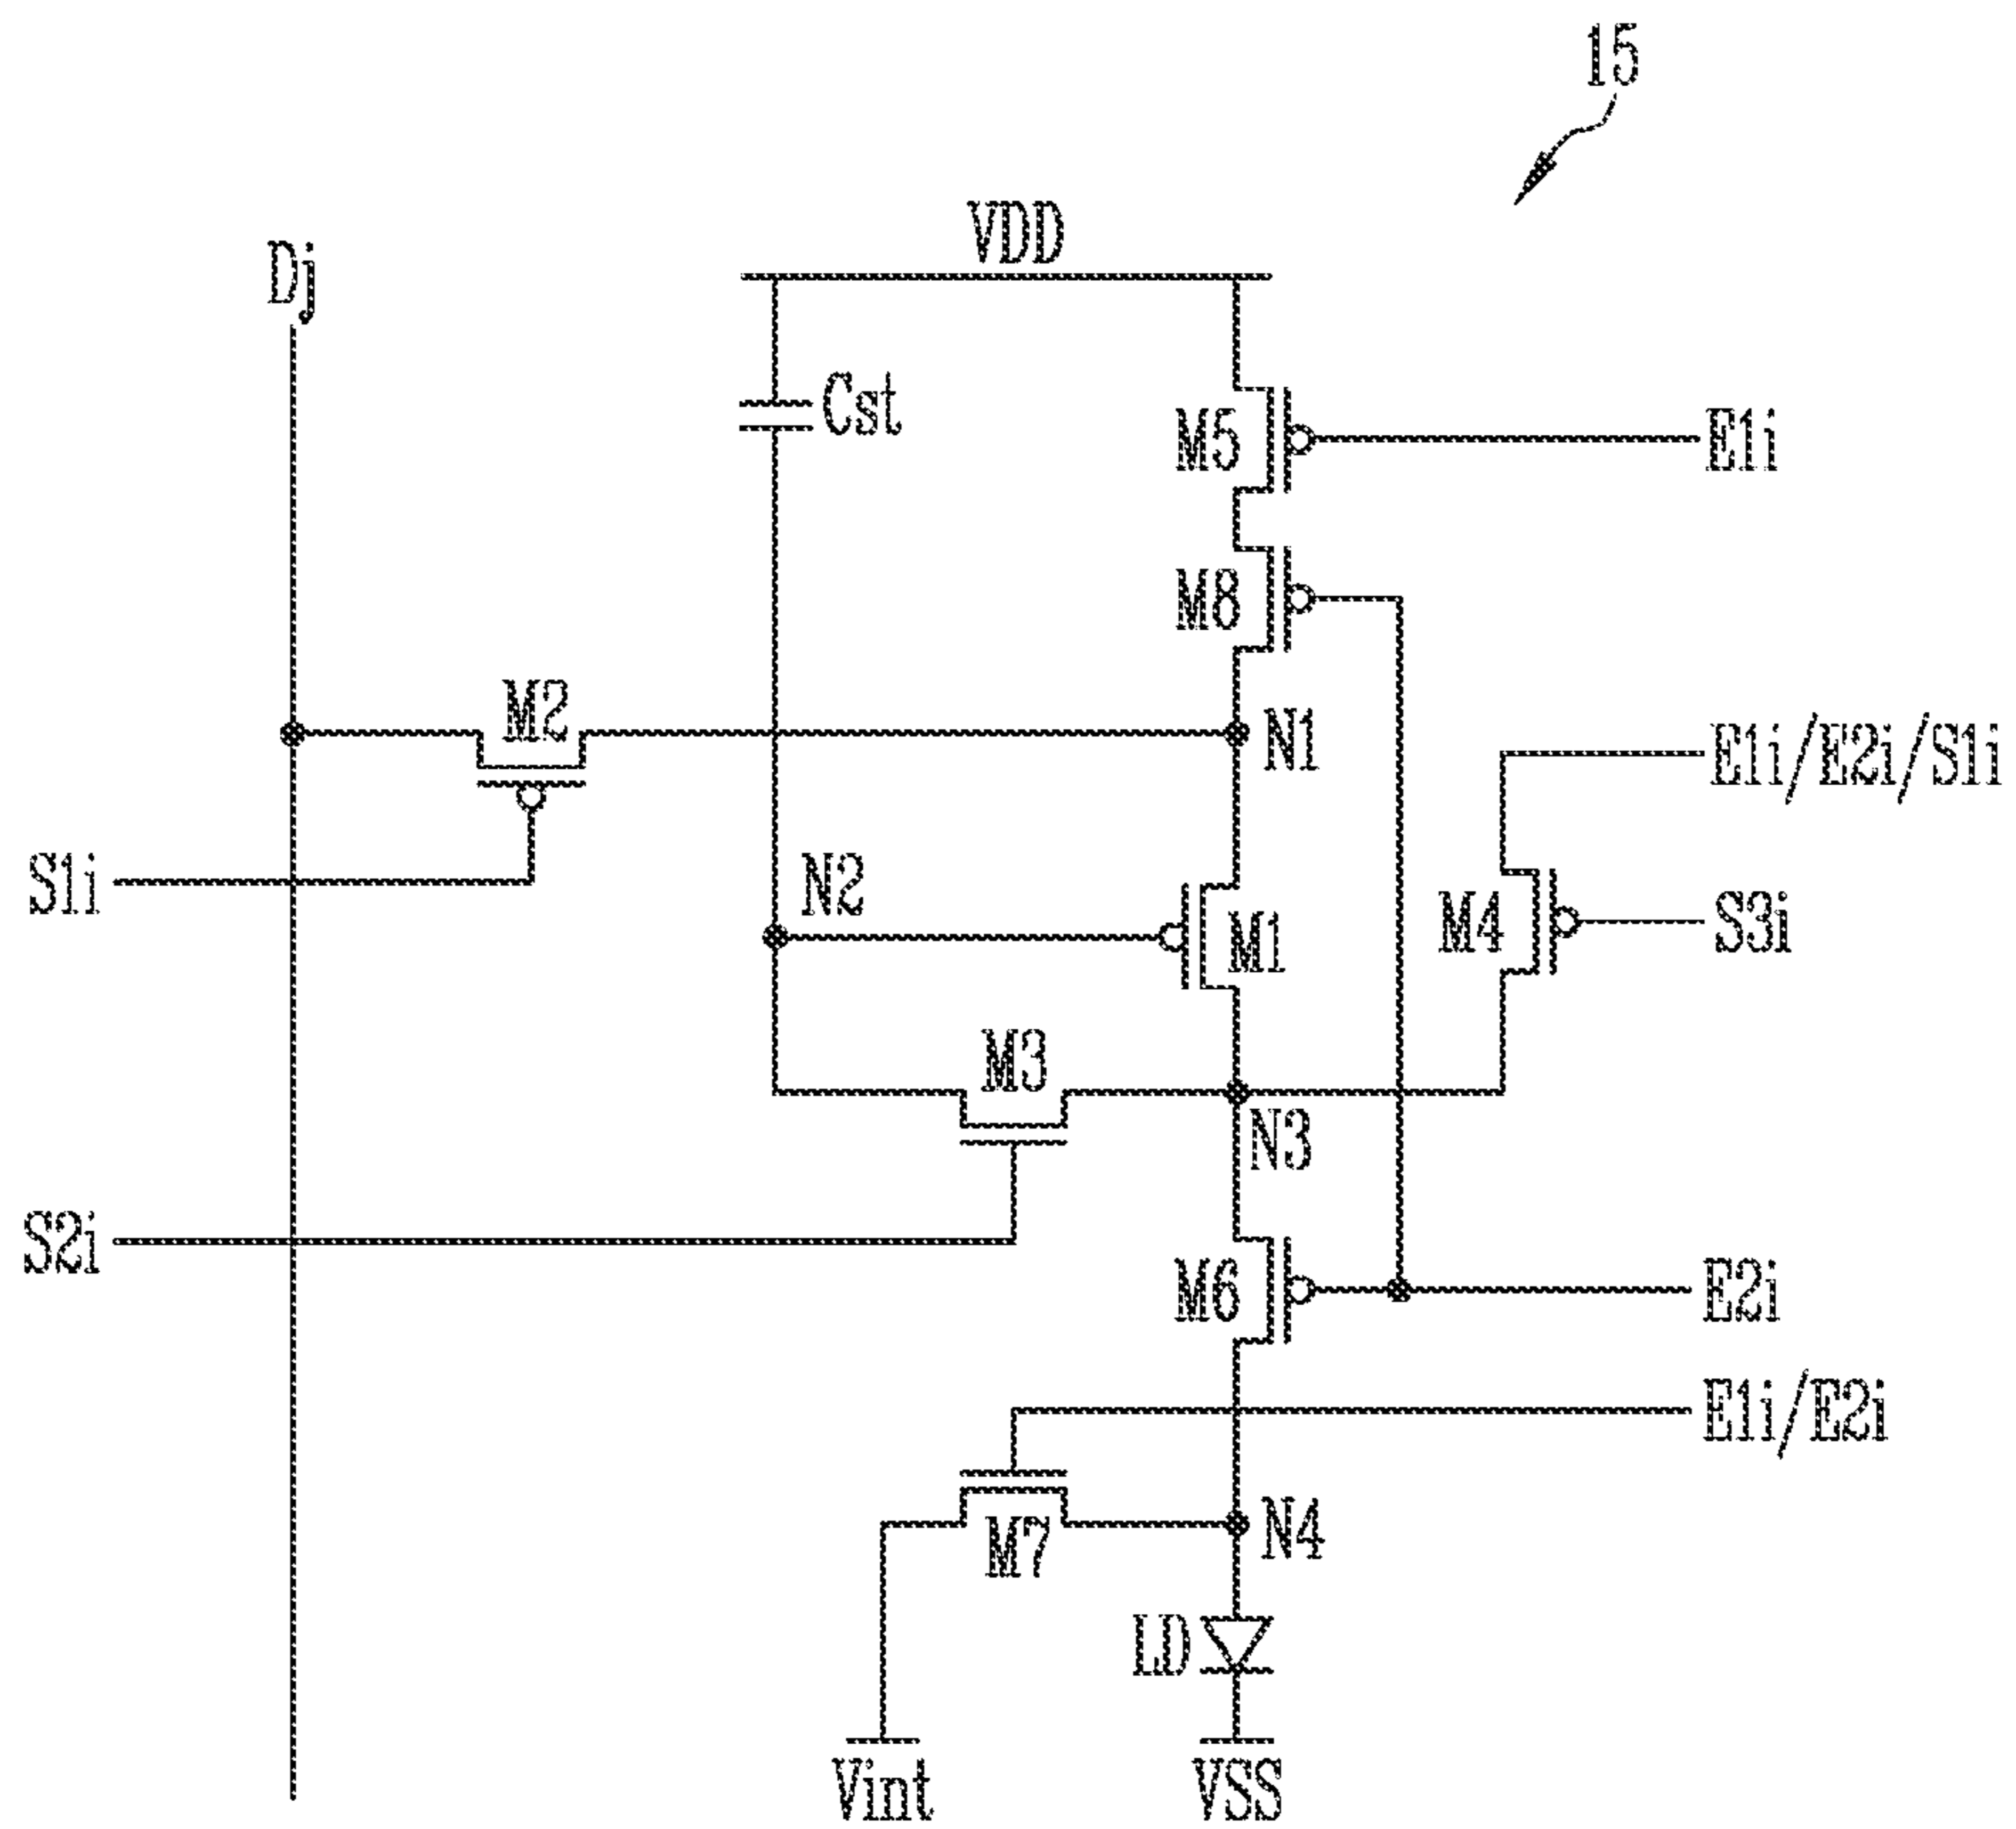 15
VDD
Dj
Cst
M5
E1i
M8
M2
N1
E1i/E2i/S1i
S1i
N2
M1
M4
S3i
M3
N3
S2i
M6
E2i
E1i/E2i
M7
N4
LD
Vint
VSS